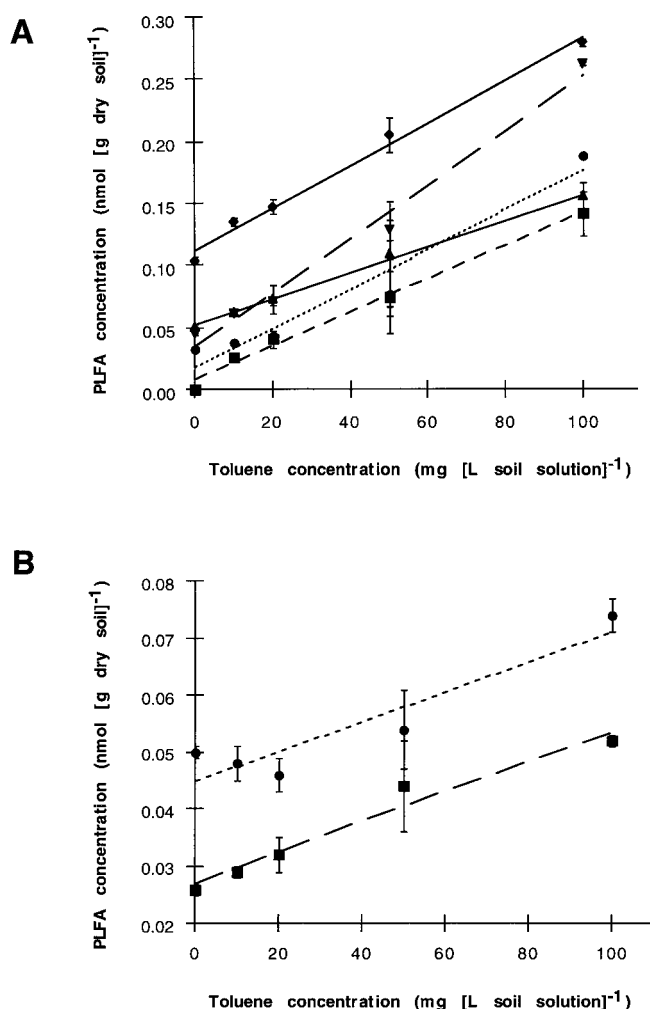 A
PLFA concentration (nmol [g dry soil]-1)
0.30
0.25
0.20
0.15
0.10
0.05
0.00
0 20 40 60 80 100
Toluene concentration (mg [L soil solution]-1
B
PLFA concentration (nmol [g dry soil]-1)
0.08
0.07
0.06
0.05
0.04
0.03
0.02
0 20 40 60 80 100
Toluene concentration (mg [L soil solution]-1